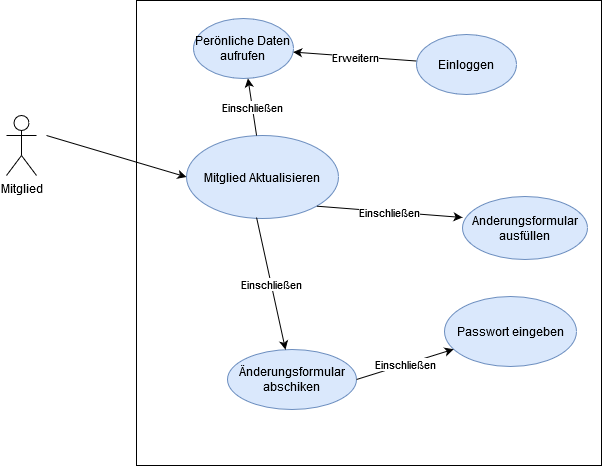 Perönliche Daten
aufrufen
Erweitern
Einloggen
Einschließen
Mitglied
Mitglied Aktualisieren
Einschließen
Anderungsformular
ausfüllen
Einschließen
Passwort eingeben
Einschließen
Änderungsformular
abschiken